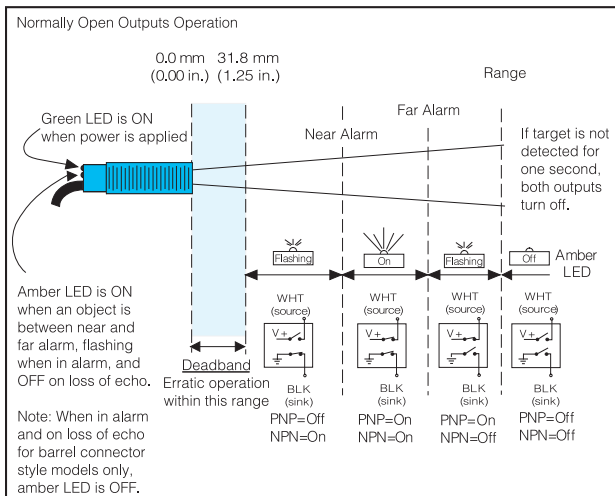 Normally Open Outputs Operation
0.0 mm 31.8 mm
(0.00 in.) (1.25 in.)
Range
Far Alarm
Near Alarm
Green LED is ON
when power is applied
If target is not
detected for
one second,
both outputs
turn off.
Flashing
On
Flashing
Off
Amber
LED
Amber LED is ON
when an object is
between near and
far alarm, flashing
when in alarm, and
OFF on loss of echo.
Note: When in alarm
and on loss of echo
for barrel connector
style models only,
amber LED is OFF.
Deadband
Erratic operation
within this range
WHT
(source)
V+
BLK
(sink)
PNP=Off
NPN=On
WHT
(source)
V+
BLK
(sink)
PNP=On
NPN=On
WHT
(source)
V+
BLK
(sink)
PNP=On
NPN=Off
WHT
(source)
V+
BLK
(sink)
PNP=Off
NPN=Off